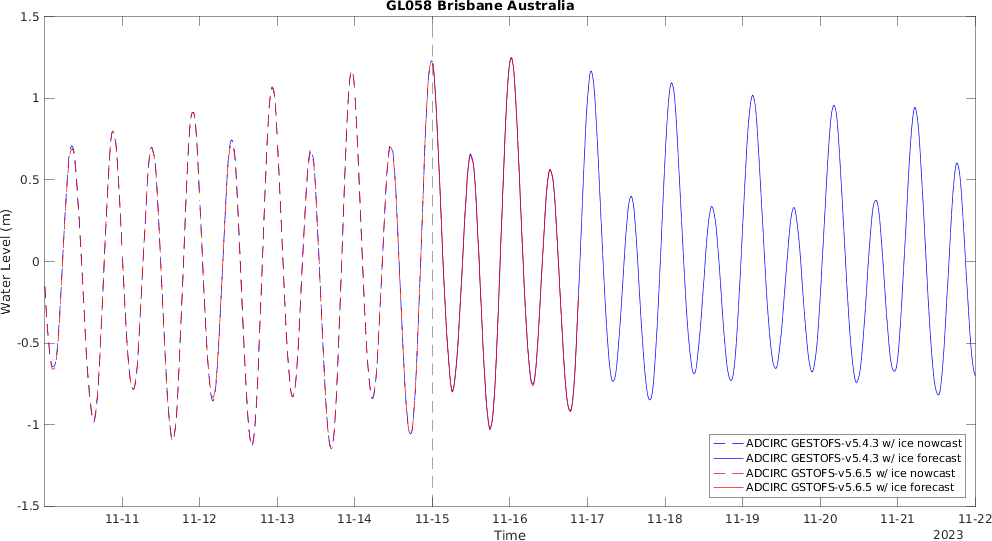 GL058 Brisbane Australia
1.5
1
0.5
0
-0.5
-1
-1.5
Water Level (m)
11-11 11-12 11-13 11-14 11-15 11-16 11-17 11-18 11-19 11-20 11-21 11-22
Time
2023
ADCIRC GESTOFS-v5.4.3 w/ ice nowcast
ADCIRC GESTOFS-v5.4.3 w/ ice forecast
ADCIRC GSTOFS-v5.6.5 w/ ice nowcast
ADCIRC GSTOFS-v5.6.5 w/ ice forecast